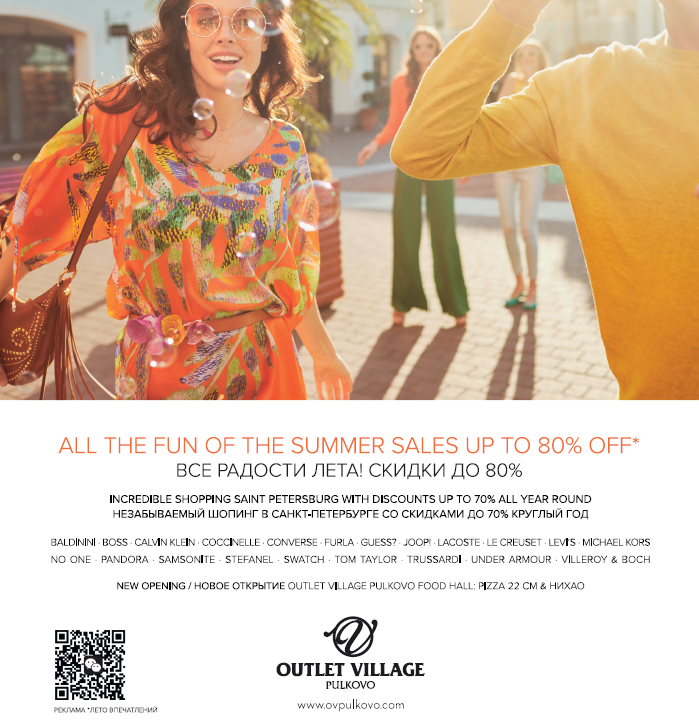 ALL THE FUN OF THE SUMMER SALES UP TO 80% OFF*
ВСЕ РАДОСТИ ЛЕТА! СКИДКИ ДО 80%
INCREDIBLE SHOPPING SAINT PETERSBURG WITH DISCOUNTS UP TO 70% ALL YEAR ROUND
НЕЗАБЫВАЕМЫЙ ШОПИНГ В САНКТ-ПЕТЕРБУРГЕ СО СКИДКАМИ ДО 70% КРУГЛЫЙ ГОД
BALDININI · BOSS · CALVIN KLEIN · COCCINELLE · CONVERSE · FURLA · GUESS? · JOOP! · LACOSTE · LE CREUSET · LEVI'S · MICHAEL KORS
NO ONE · PANDORA · SAMSONITE · STEFANEL · SWATCH · TOM TAYLOR · TRUSSARDI · UNDER ARMOUR · VILLEROY & BOCH
NEW OPENING / НОВОЕ ОТКРЫТИЕ OUTLET VILLAGE PULKOVO FOOD HALL: PIZZA 22 CM & НИХАО
OUTLET VILLAGE
PULKOVO
www.ovpulkovo.com
РЕКЛАМА *ЛЕТО ВПЕЧАТЛЕНИЙ